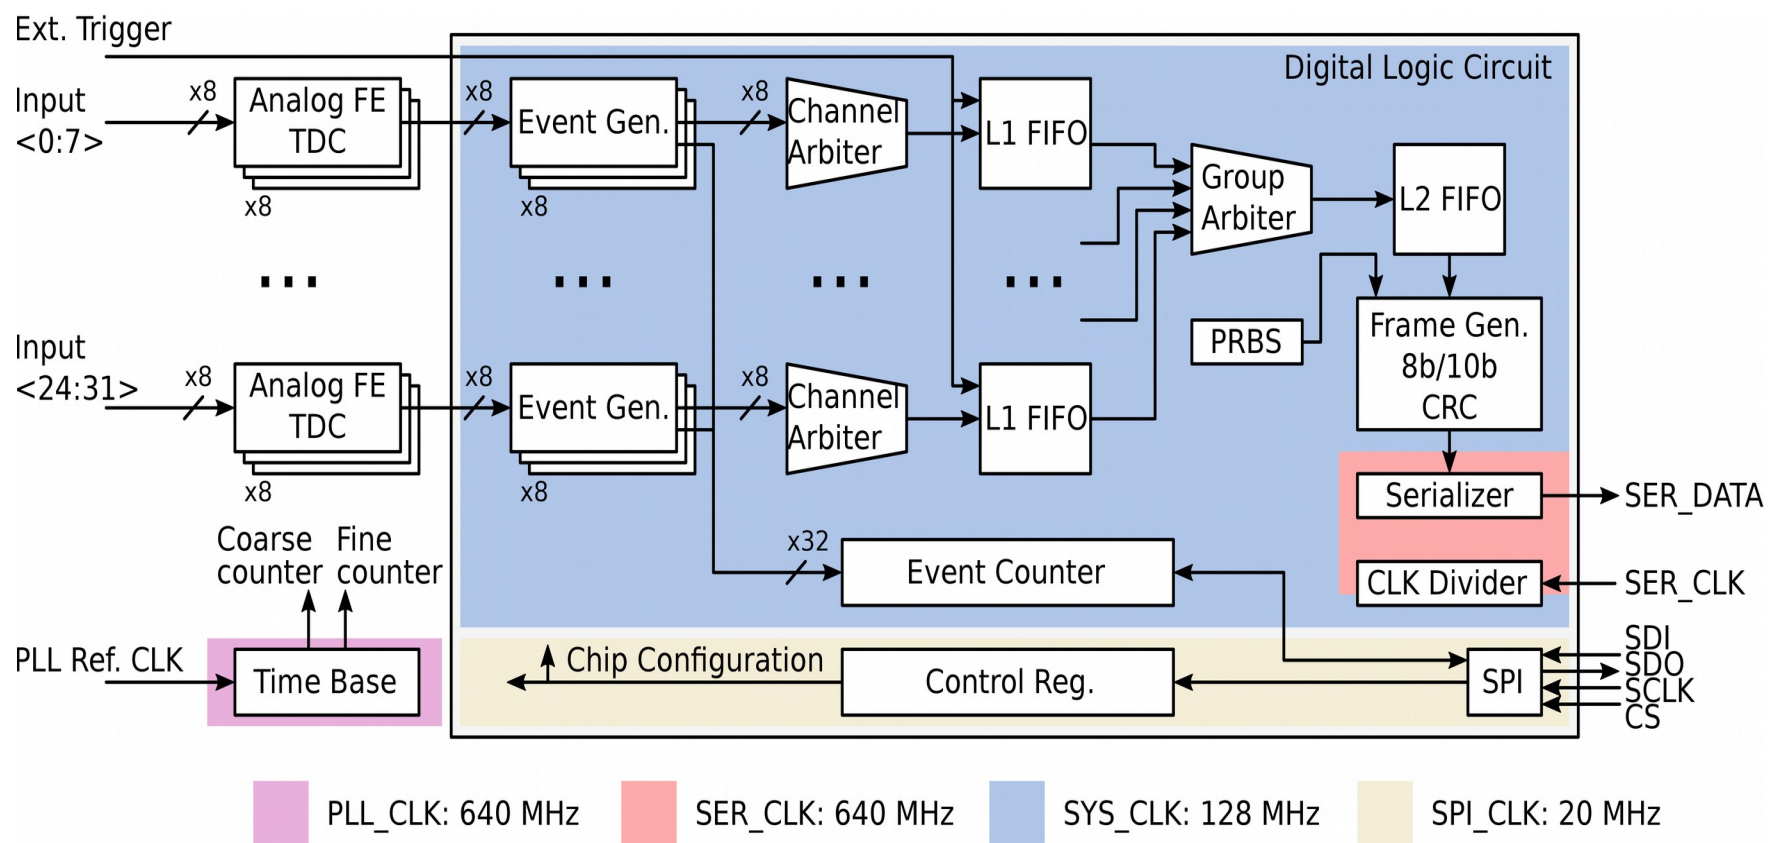 Ext. Trigger
Digital Logic Circuit
Input
<0:7>
x8
Analog FE
TDC
x8
x8
Event Gen.
x8
x8
Channel
Arbiter
L1 FIFO
Group
Arbiter
L2 FIFO
PRBS
Frame Gen.
8b/10b
CRC
Input
<24:31>
x8
Analog FE
TDC
x8
x8
Event Gen.
x8
x8
Channel
Arbiter
L1 FIFO
Serializer
SER_DATA
Coarse
counter
Fine
counter
x32
Event Counter
CLK Divider
SER_CLK
PLL Ref. CLK
Time Base
Chip Configuration
Control Reg.
SPI
SDI
SDO
SCLK
CS
PLL_CLK: 640 MHz
SER_CLK: 640 MHz
SYS_CLK: 128 MHz
SPI_CLK: 20 MHz